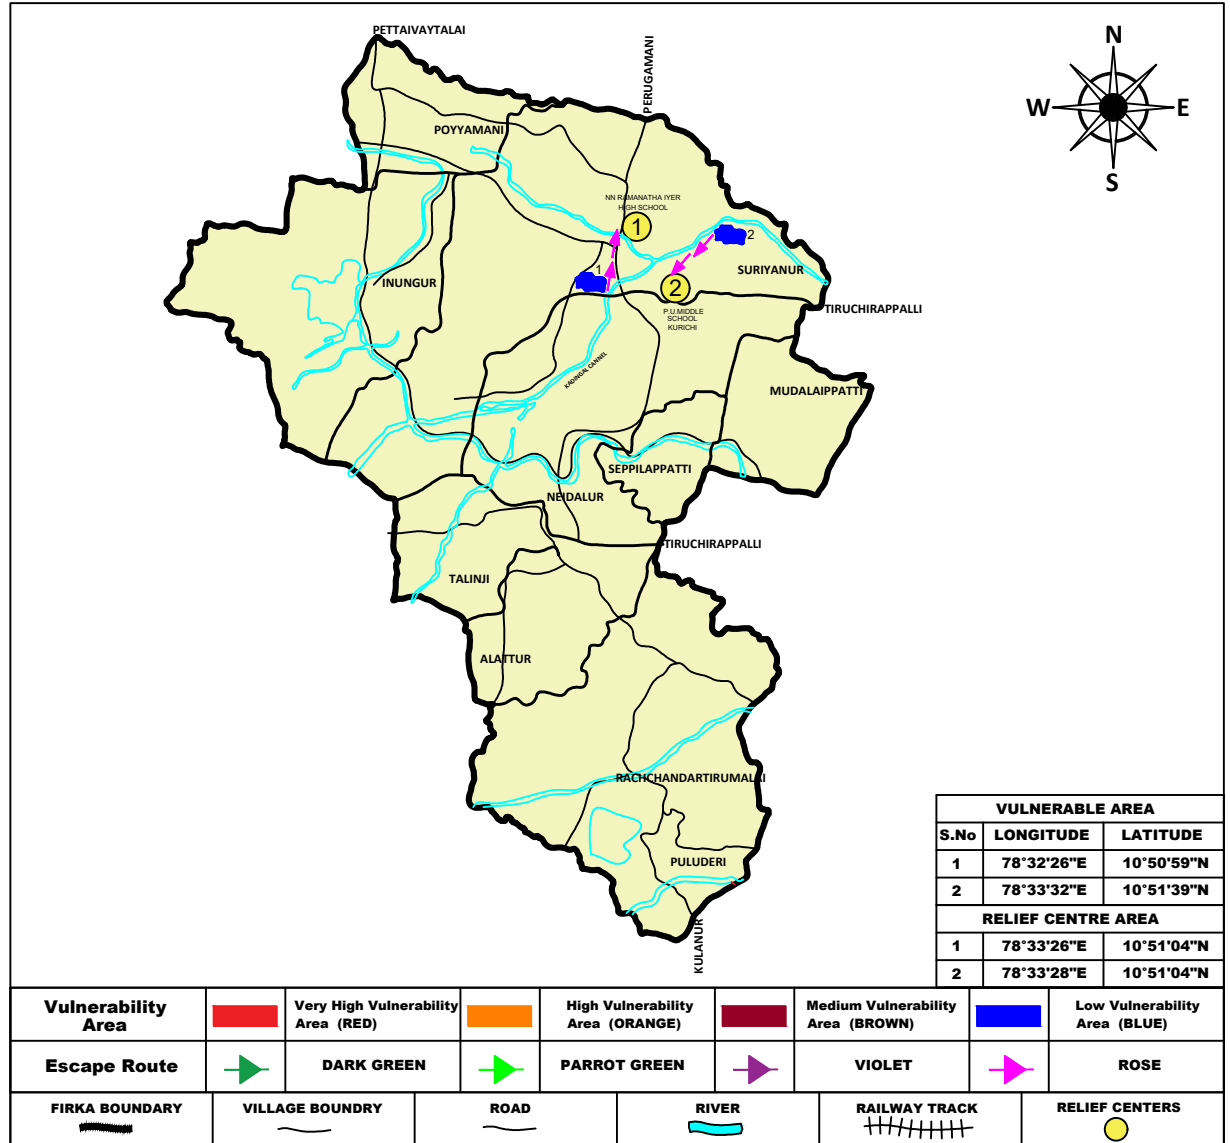 PETTAIVAYTALAI
PERUGAMANI
N
W
E
S
POYYAMANI
NN RAMANATHA IYER
HIGH SCHOOL
1
2
SURIYANUR
1
INUNGUR
2
P.U.MIDDLE
SCHOOL
KURICHI
TIRUCHIRAPPALLI
KADINGAL CANNEL
MUDALAIPPATTI
SEPPILAPPATTI
NEIDALUR
TIRUCHIRAPPALLI
TALINJI
ALATTUR
RACHCHANDARTIRUMALAI
PULUDERI
KULANUR
VULNERABLE AREA
S.No LONGITUDE LATITUDE
1 78°32'26"E 10°50'59"N
2 78°33'32"E 10°51'39"N
RELIEF CENTRE AREA
1 78°33'26"E 10°51'04"N
2 78°33'28"E 10°51'04"N
Vulnerability
Area
Very High Vulnerability
Area (RED)
High Vulnerability
Area (ORANGE)
Medium Vulnerability
Area (BROWN)
Low Vulnerability
Area (BLUE)
Escape Route DARK GREEN PARROT GREEN VIOLET ROSE
FIRKA BOUNDARY VILLAGE BOUNDRY ROAD RIVER RAILWAY TRACK RELIEF CENTERS